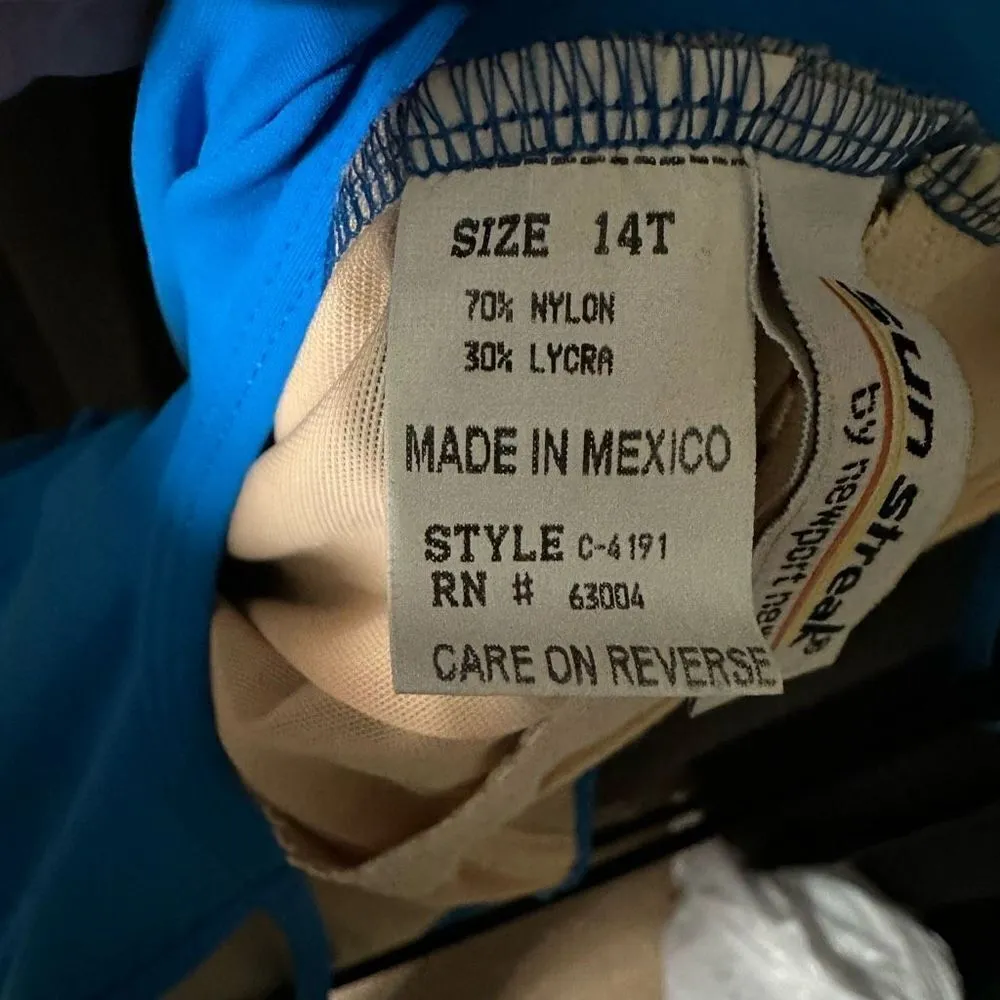 SIZE 14T
70% NYLON
30% LYCRA
MADE IN MEXICO
STYLE C-4191
RN # 63004
CARE ON REVERSE
sun streak
by newport